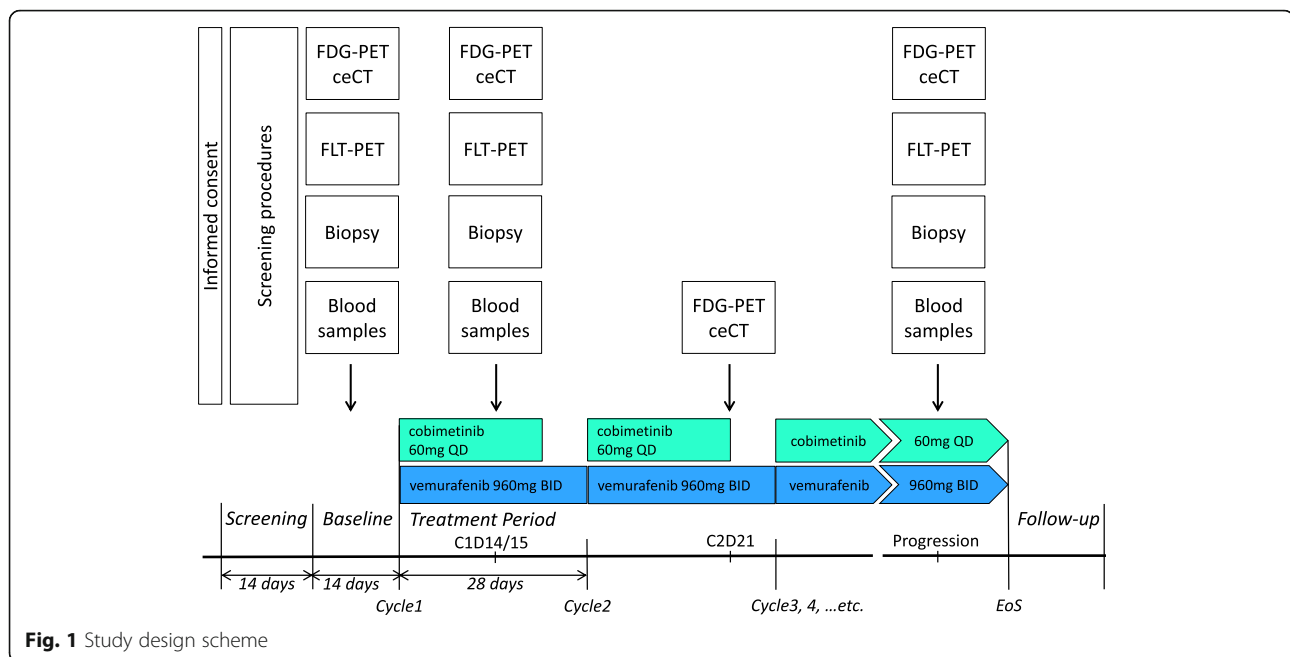 Informed consent
Screening procedures
FDG-PET
ceCT
FLT-PET
Biopsy
Blood
samples
FDG-PET
ceCT
FLT-PET
Biopsy
Blood
samples
FDG-PET
ceCT
FDG-PET
ceCT
FLT-PET
Biopsy
Blood
samples
cobimetinib
60mg QD
cobimetinib
60mg QD
cobimetinib
60mg QD
vemurafenib 960mg BID
vemurafenib 960mg BID
vemurafenib
960mg BID
Screening
Baseline
Treatment Period
Follow-up
C1D14/15
C2D21
Progression
14 days
14 days
28 days
Cycle1
Cycle2
Cycle3, 4, ...etc.
EoS
Fig. 1 Study design scheme